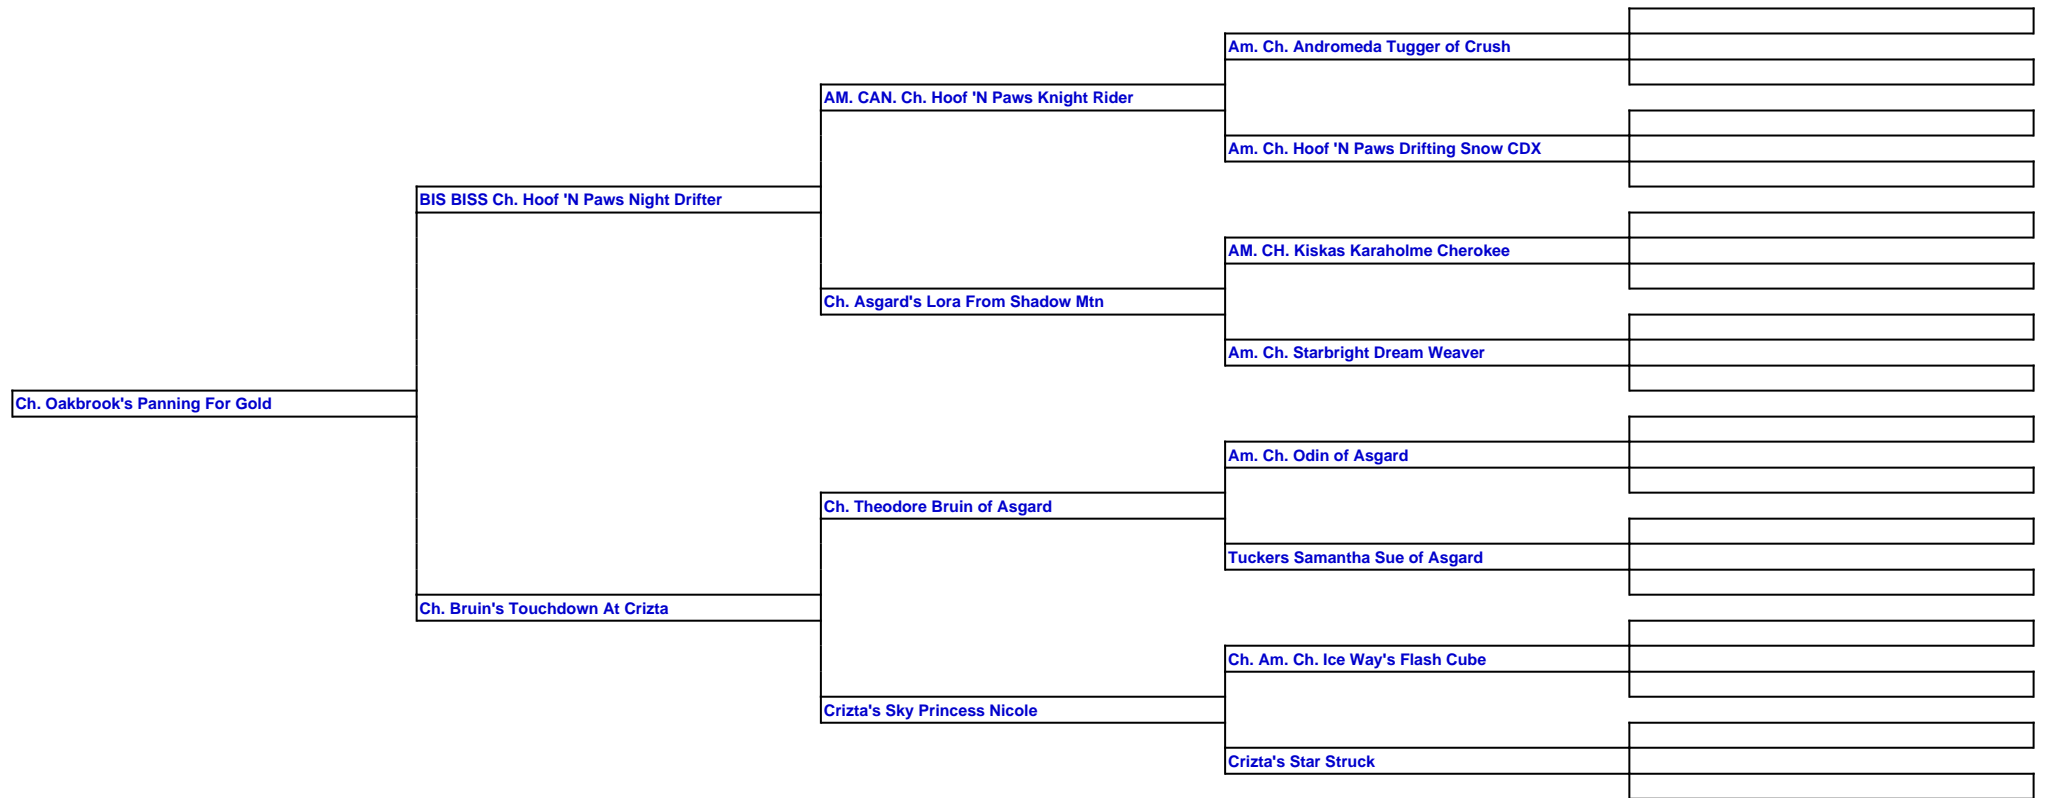 Am. Ch. Andromeda Tugger of Crush
AM. CAN. Ch. Hoof 'N Paws Knight Rider
Am. Ch. Hoof 'N Paws Drifting Snow CDX
BIS BISS Ch. Hoof 'N Paws Night Drifter
AM. CH. Kiskas Karaholme Cherokee
Ch. Asgard's Lora From Shadow Mtn
Am. Ch. Starbright Dream Weaver
Ch. Oakbrook's Panning For Gold
Am. Ch. Odin of Asgard
Ch. Theodore Bruin of Asgard
Tuckers Samantha Sue of Asgard
Ch. Bruin's Touchdown At Crizta
Ch. Am. Ch. Ice Way's Flash Cube
Crizta's Sky Princess Nicole
Crizta's Star Struck